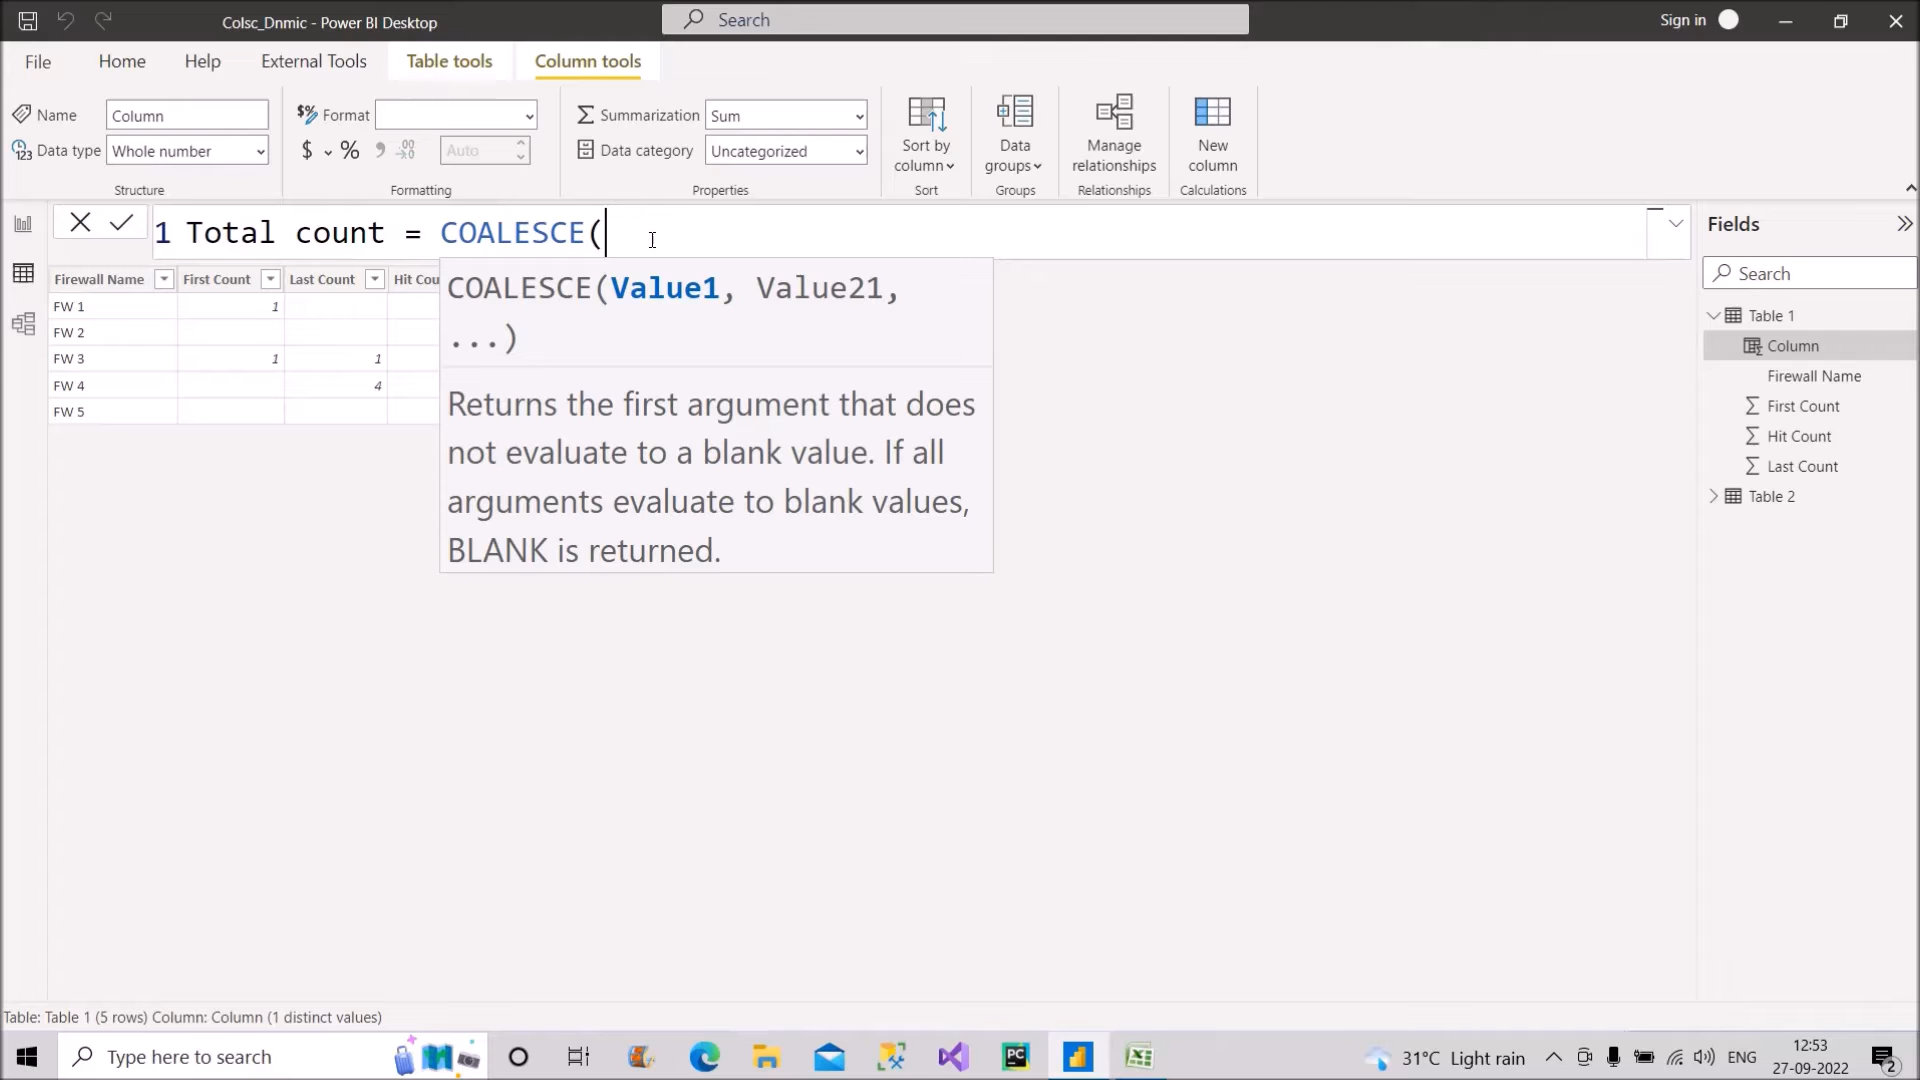 Colsc_Dnmic - Power BI Desktop
Search
Sign in
File
Home
Help
External Tools
Table tools
Column tools
Name
Column
Format
Summarization
Sum
Data type
Whole number
$
%
Auto
Data category
Uncategorized
Sort by column
Data groups
Manage relationships
New column
Structure
Formatting
Properties
Sort
Groups
Relationships
Calculations
1 Total count = COALESCE(
COALESCE(Value1, Value21,
...)
Returns the first argument that does
not evaluate to a blank value. If all
arguments evaluate to blank values,
BLANK is returned.
Firewall Name
First Count
Last Count
Hit Cou
FW 1 1
FW 2
FW 3 1 1
FW 4 4
FW 5
Fields
Search
Table 1
Column
Firewall Name
First Count
Hit Count
Last Count
Table 2
Table: Table 1 (5 rows) Column: Column (1 distinct values)
Type here to search
PC
31°C Light rain
ENG
12:53
27-09-2022
2